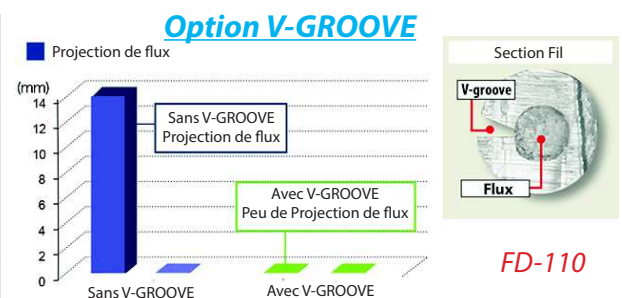 Option V-GROOVE
Projection de flux
(mm)
14
12
10
8
6
4
2
0
Sans V-GROOVE
Projection de flux
Avec V-GROOVE
Peu de Projection de flux
Sans V-GROOVE
Avec V-GROOVE
Section Fil
V-groove
Flux
FD-110